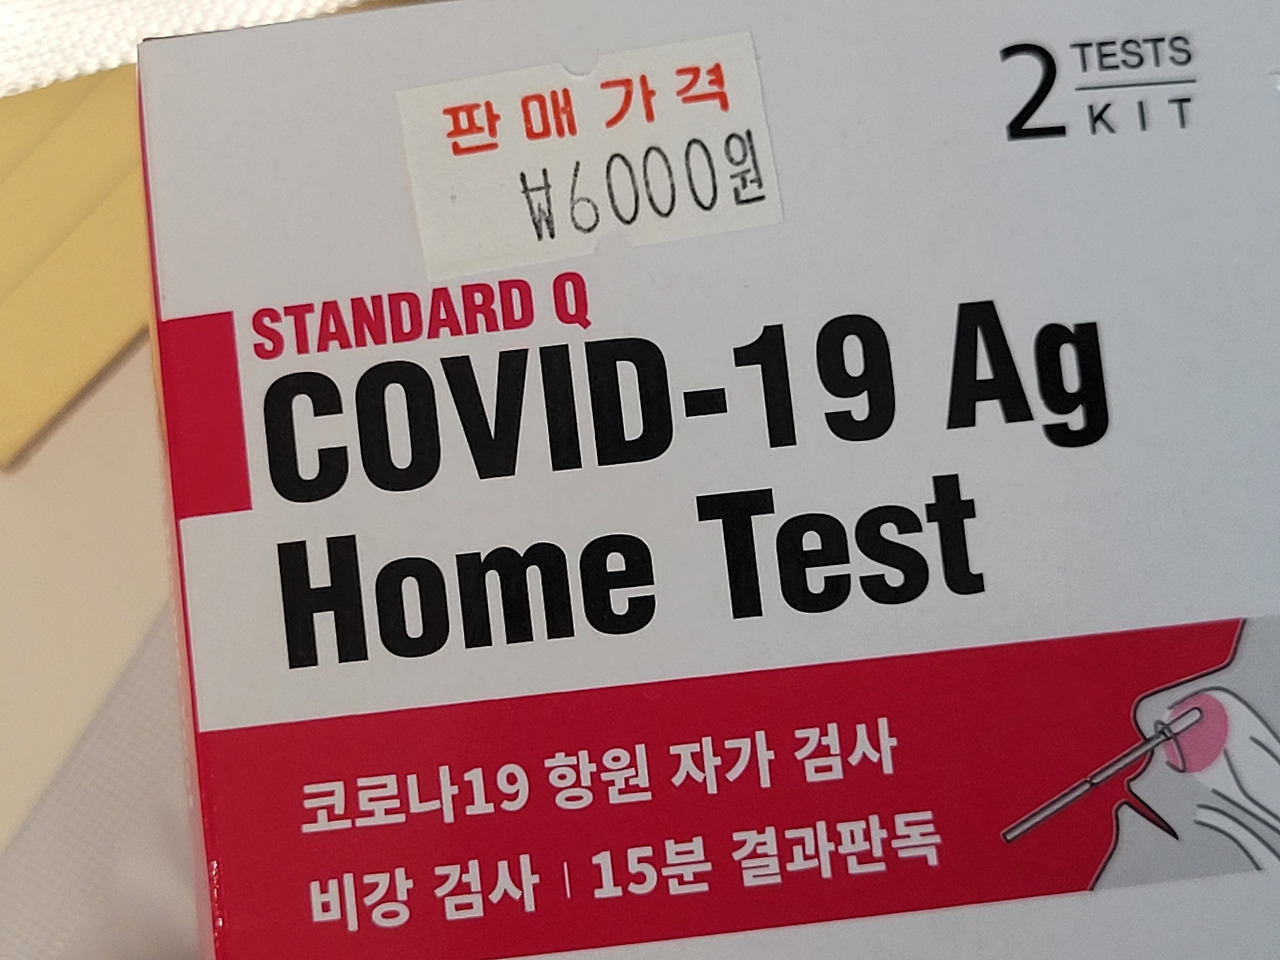 판매가격
₩6000원
2 TESTS
KIT
STANDARD Q
COVID-19 Ag
Home Test
코로나19 항원 자가 검사
비강 검사 | 15분 결과판독